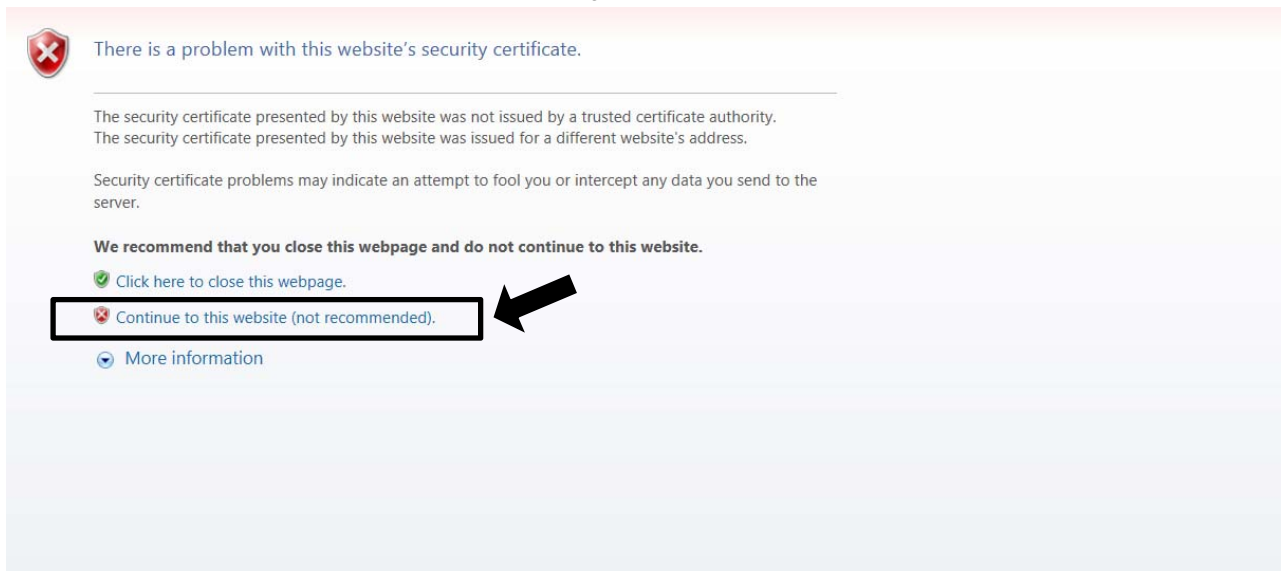 There is a problem with this website's security certificate.
The security certificate presented by this website was not issued by a trusted certificate authority.
The security certificate presented by this website was issued for a different website's address.
Security certificate problems may indicate an attempt to fool you or intercept any data you send to the
server.
We recommend that you close this webpage and do not continue to this website.
Click here to close this webpage.
Continue to this website (not recommended).
More information